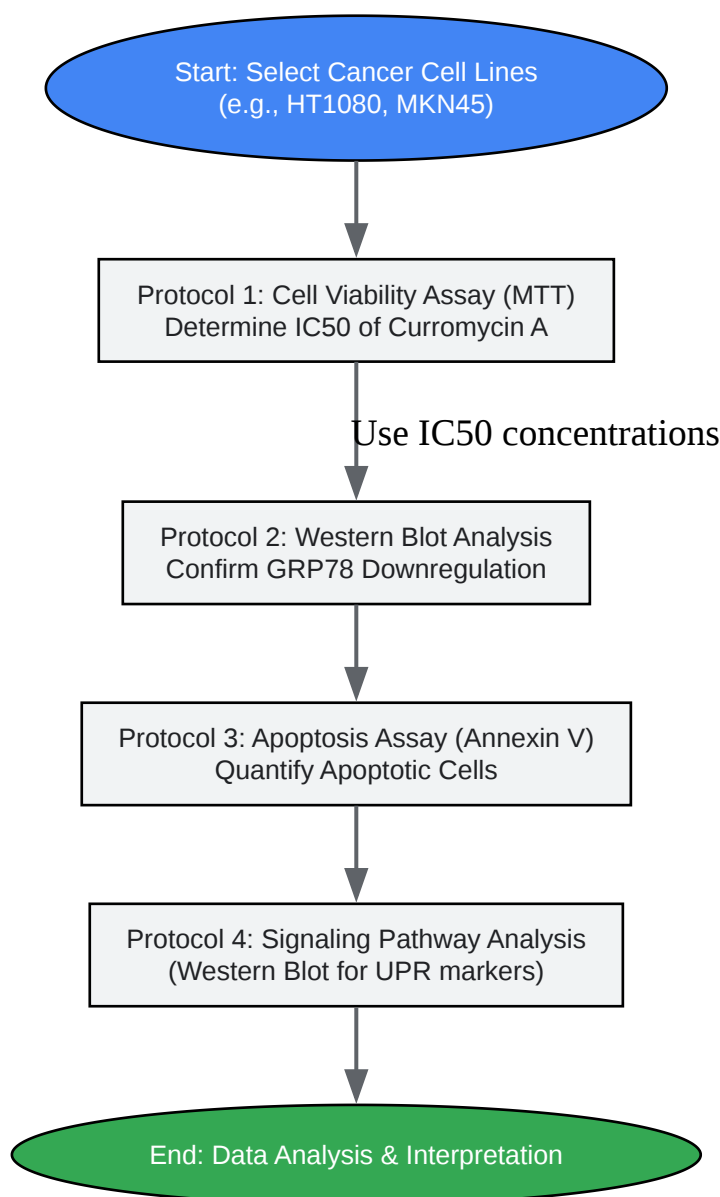 Start: Select Cancer Cell Lines
(e.g., HT1080, MKN45)
Protocol 1: Cell Viability Assay (MTT)
Determine IC50 of Curromycin A
Use IC50 concentrations
Protocol 2: Western Blot Analysis
Confirm GRP78 Downregulation
Protocol 3: Apoptosis Assay (Annexin V)
Quantify Apoptotic Cells
Protocol 4: Signaling Pathway Analysis
(Western Blot for UPR markers)
End: Data Analysis & Interpretation